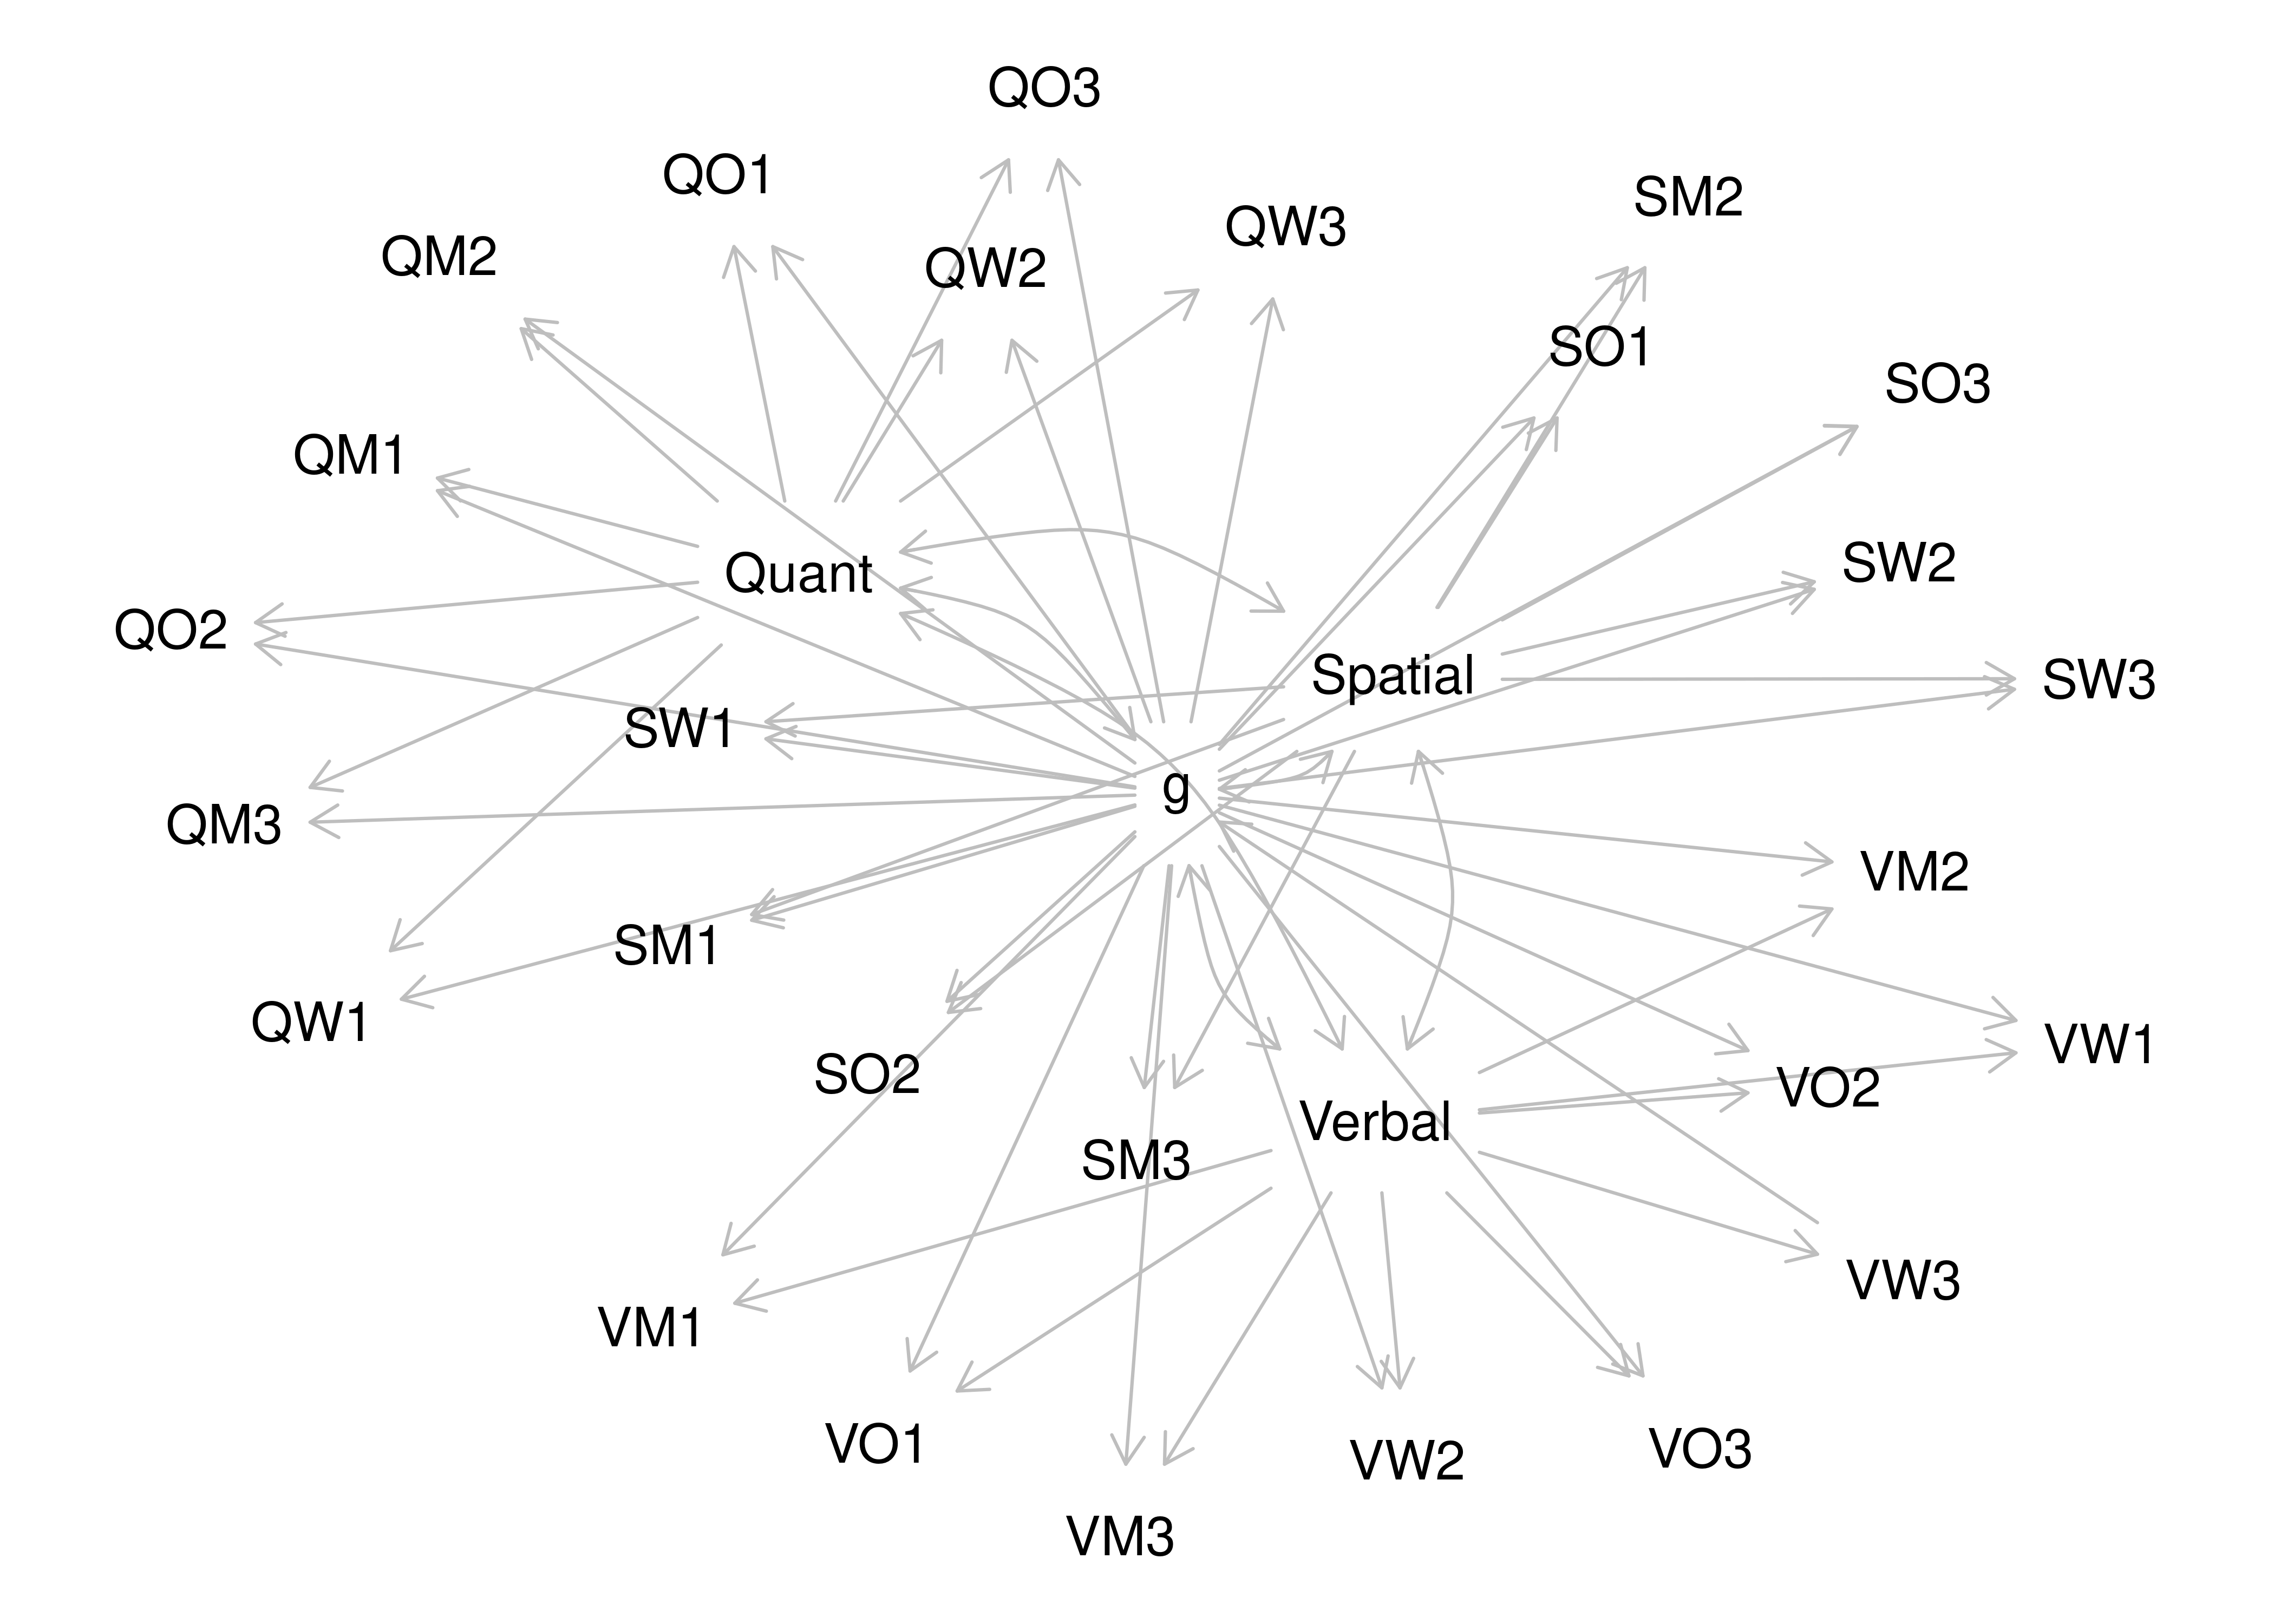 QO3
QO1
SM2
QW3
QM2
QW2
SO1
SO3
QM1
SW2
Quant
QO2
Spatial
SW3
SW1
g
QM3
VM2
SM1
QW1
VW1
SO2
VO2
Verbal
SM3
VW3
VM1
VO1
VO3
VW2
VM3